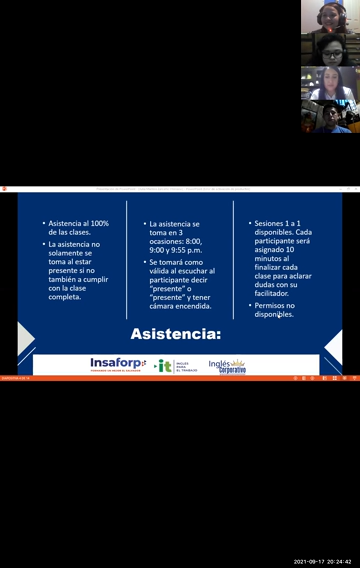 • Asistencia al 100%
de las clases.
• La asistencia no
solamente se
toma al estar
presente si no
también a cumplir
con la clase
completa.
• La asistencia se
toma en 3
ocasiones: 8:00,
9:00 y 9:55 p.m.
• Se tomará como
válida al escuchar al
participante decir
"presente" o
"presente" y tener
cámara encendida.
• Sesiones 1 a 1
disponibles. Cada
participante será
asignado 10
minutos al
finalizar cada
clase para aclarar
dudas con su
facilitador.
• Permisos no
disponibles.
Asistencia:
Insaforp
it
INGLÉS
PARA
EL TRABAJO
Inglés
Corporativo
2021-09-17 20:24:42